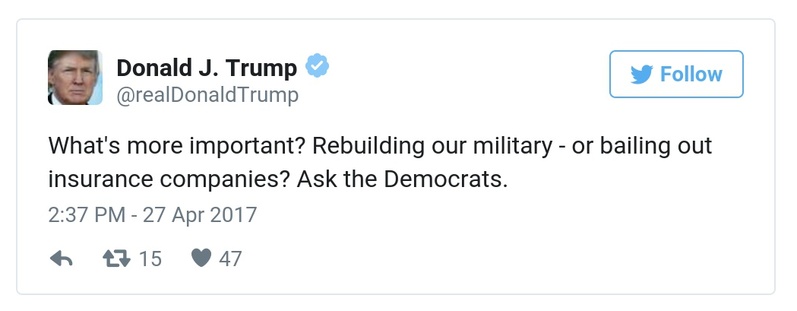 Donald J. Trump
@realDonaldTrump
Follow
What's more important? Rebuilding our military - or bailing out
insurance companies? Ask the Democrats.
2:37 PM - 27 Apr 2017
15 47